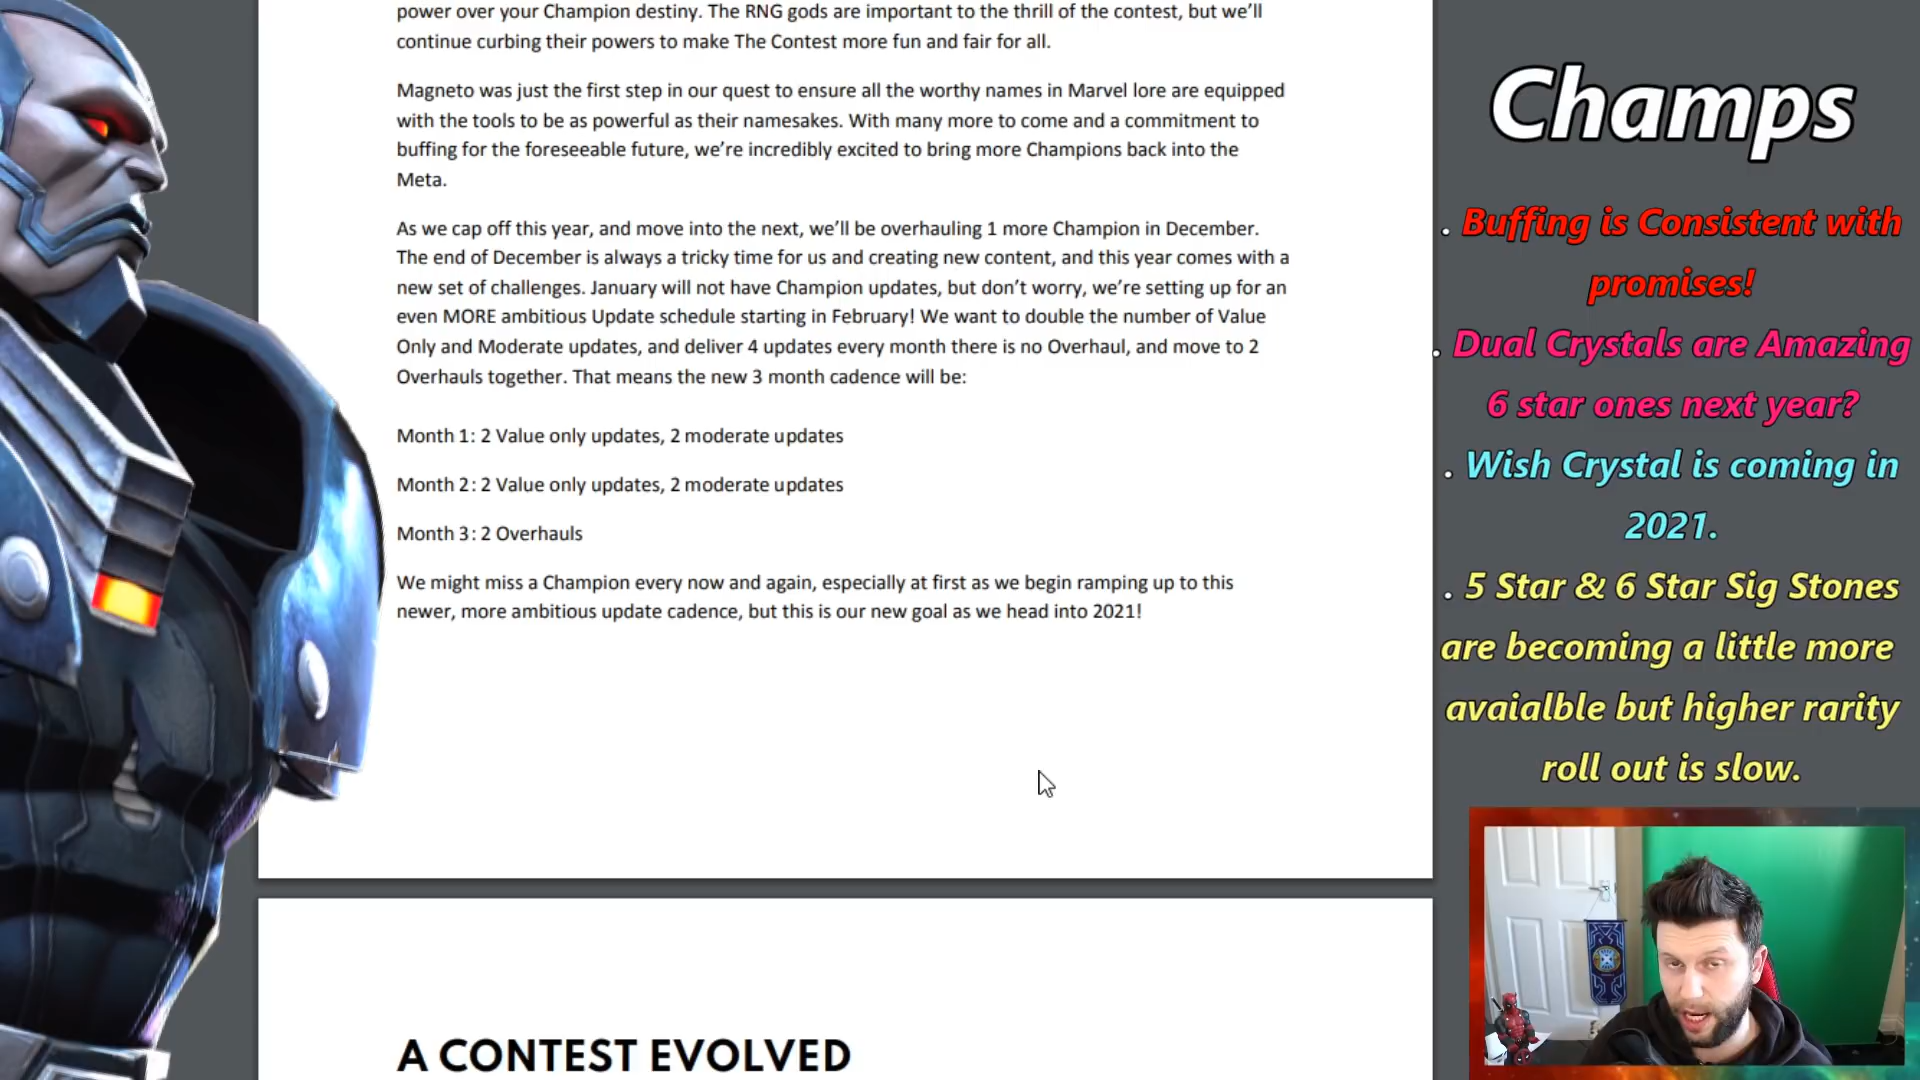 power over your Champion destiny. The RNG gods are important to the thrill of the contest, but we'll
continue curbing their powers to make The Contest more fun and fair for all.
Magneto was just the first step in our quest to ensure all the worthy names in Marvel lore are equipped
with the tools to be as powerful as their namesakes. With many more to come and a commitment to
buffing for the foreseeable future, we're incredibly excited to bring more Champions back into the
Meta.
As we cap off this year, and move into the next, we'll be overhauling 1 more Champion in December.
The end of December is always a tricky time for us and creating new content, and this year comes with a
new set of challenges. January will not have Champion updates, but don't worry, we're setting up for an
even MORE ambitious Update schedule starting in February! We want to double the number of Value
Only and Moderate updates, and deliver 4 updates every month there is no Overhaul, and move to 2
Overhauls together. That means the new 3 month cadence will be:
Month 1: 2 Value only updates, 2 moderate updates
Month 2: 2 Value only updates, 2 moderate updates
Month 3: 2 Overhauls
We might miss a Champion every now and again, especially at first as we begin ramping up to this
newer, more ambitious update cadence, but this is our new goal as we head into 2021!
A CONTEST EVOLVED
Champs
. Buffing is Consistent with
promises!
. Dual Crystals are Amazing
6 star ones next year?
. Wish Crystal is coming in
2021.
. 5 Star & 6 Star Sig Stones
are becoming a little more
avaialble but higher rarity
roll out is slow.